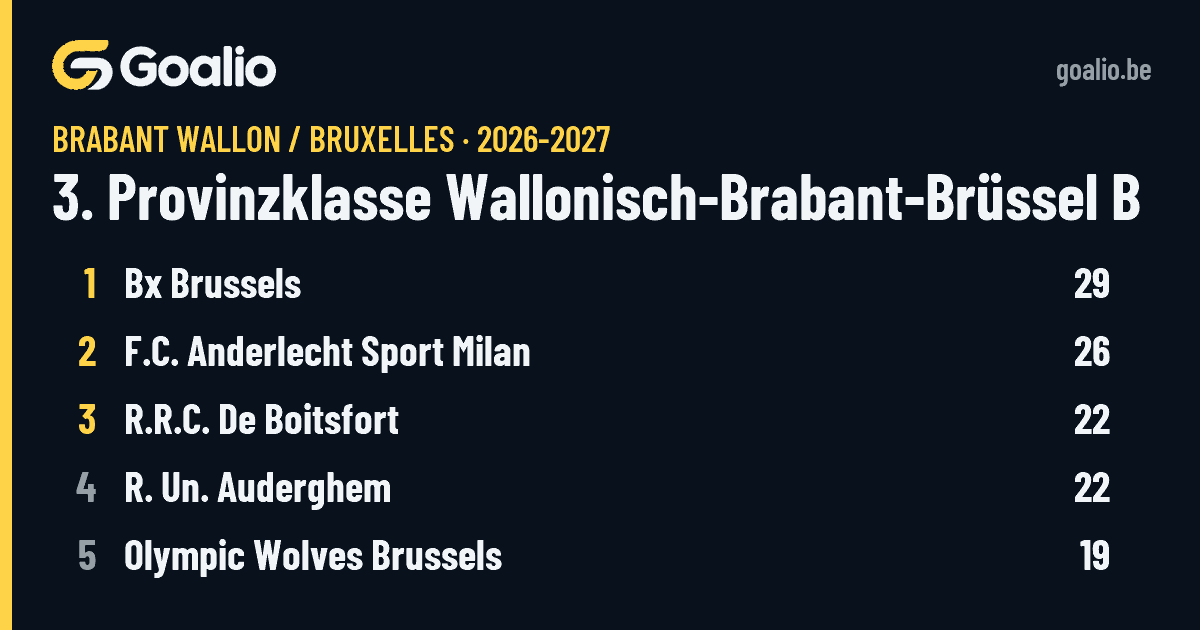 Goalio
goalio.be
BRABANT WALLON / BRUXELLES · 2026-2027
3. Provinzklasse Wallonisch-Brabant-Brüssel B
1 Bx Brussels 29
2 F.C. Anderlecht Sport Milan 26
3 R.R.C. De Boitsfort 22
4 R. Un. Auderghem 22
5 Olympic Wolves Brussels 19